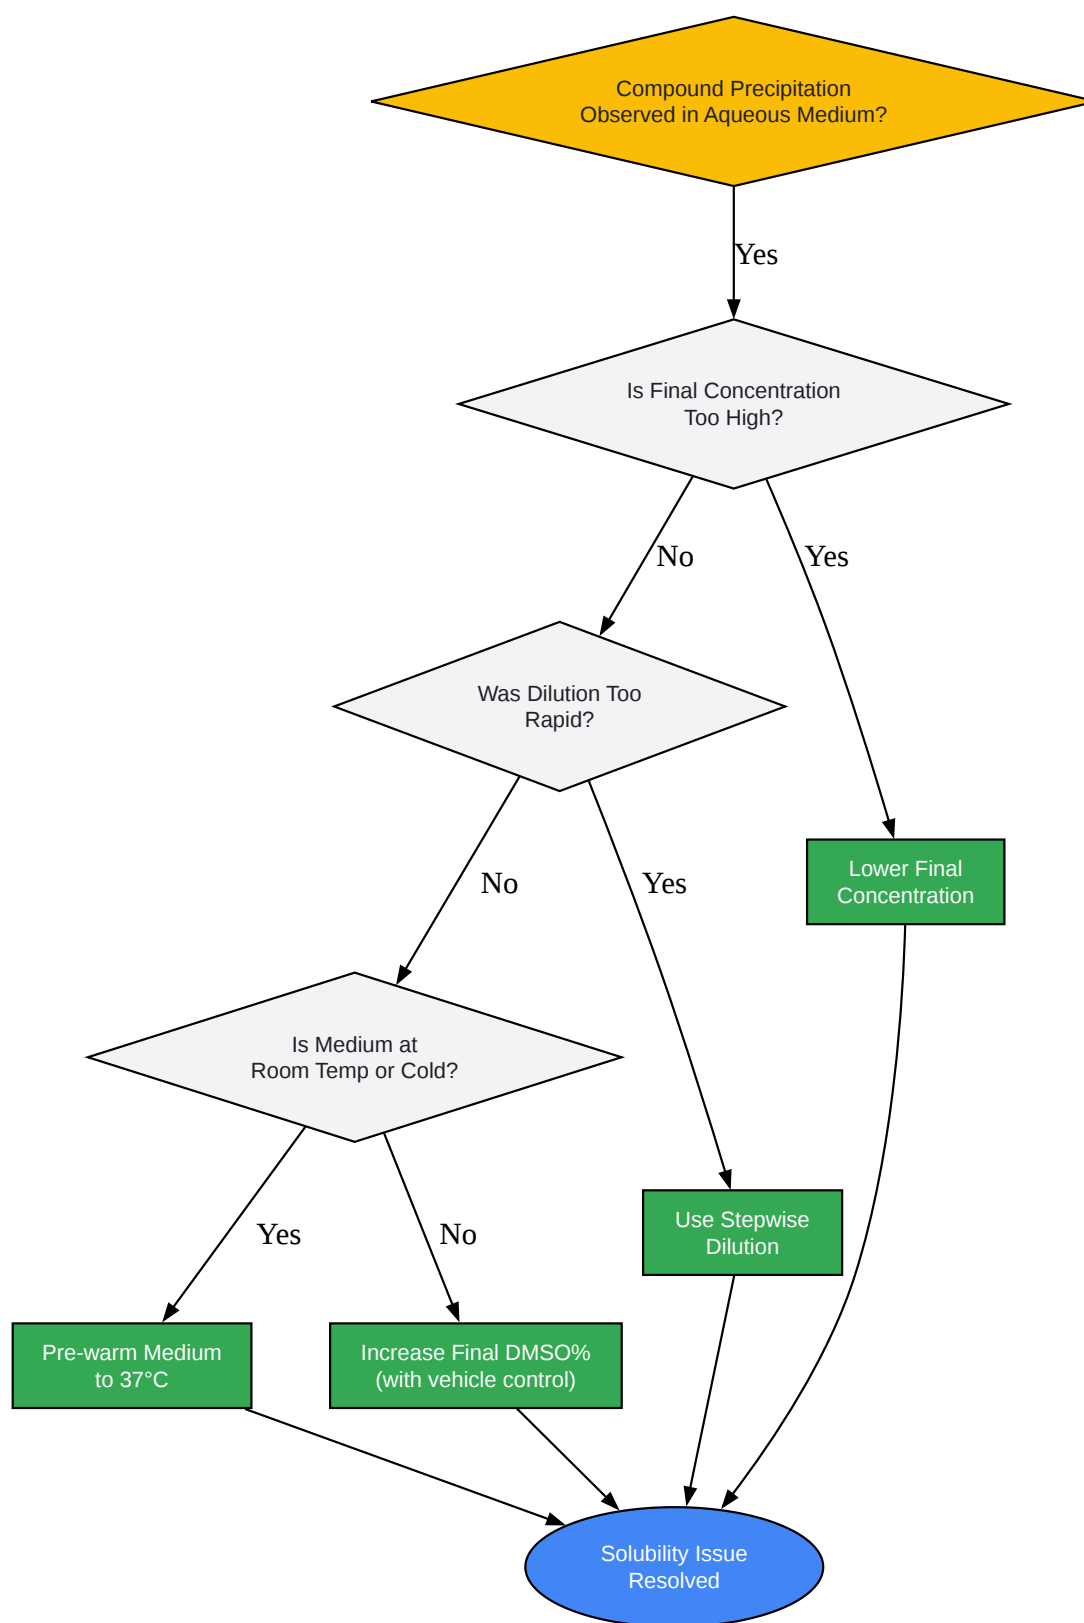 Compound Precipitation
Observed in Aqueous Medium?
Yes
Is Final Concentration
Too High?
No
Yes
Was Dilution Too
Rapid?
No
Yes
Lower Final
Concentration
Is Medium at
Room Temp or Cold?
Yes
No
Use Stepwise
Dilution
Pre-warm Medium
to 37°C
Increase Final DMSO%
(with vehicle control)
Solubility Issue
Resolved